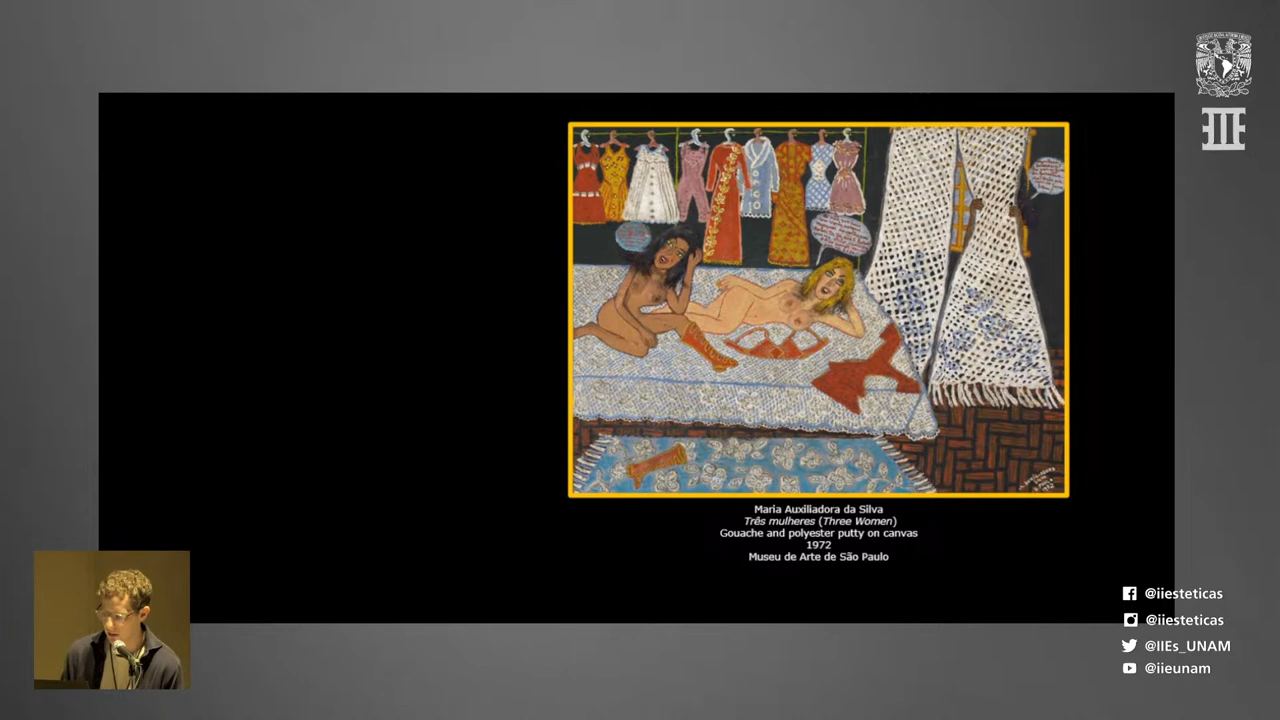 Maria Auxiliadora da Silva
Três mulheres (Three Women)
Gouache and polyester putty on canvas
1972
Museu de Arte de São Paulo
@iiesteticas
@iiesteticas
@IIEs_UNAM
@iieunam